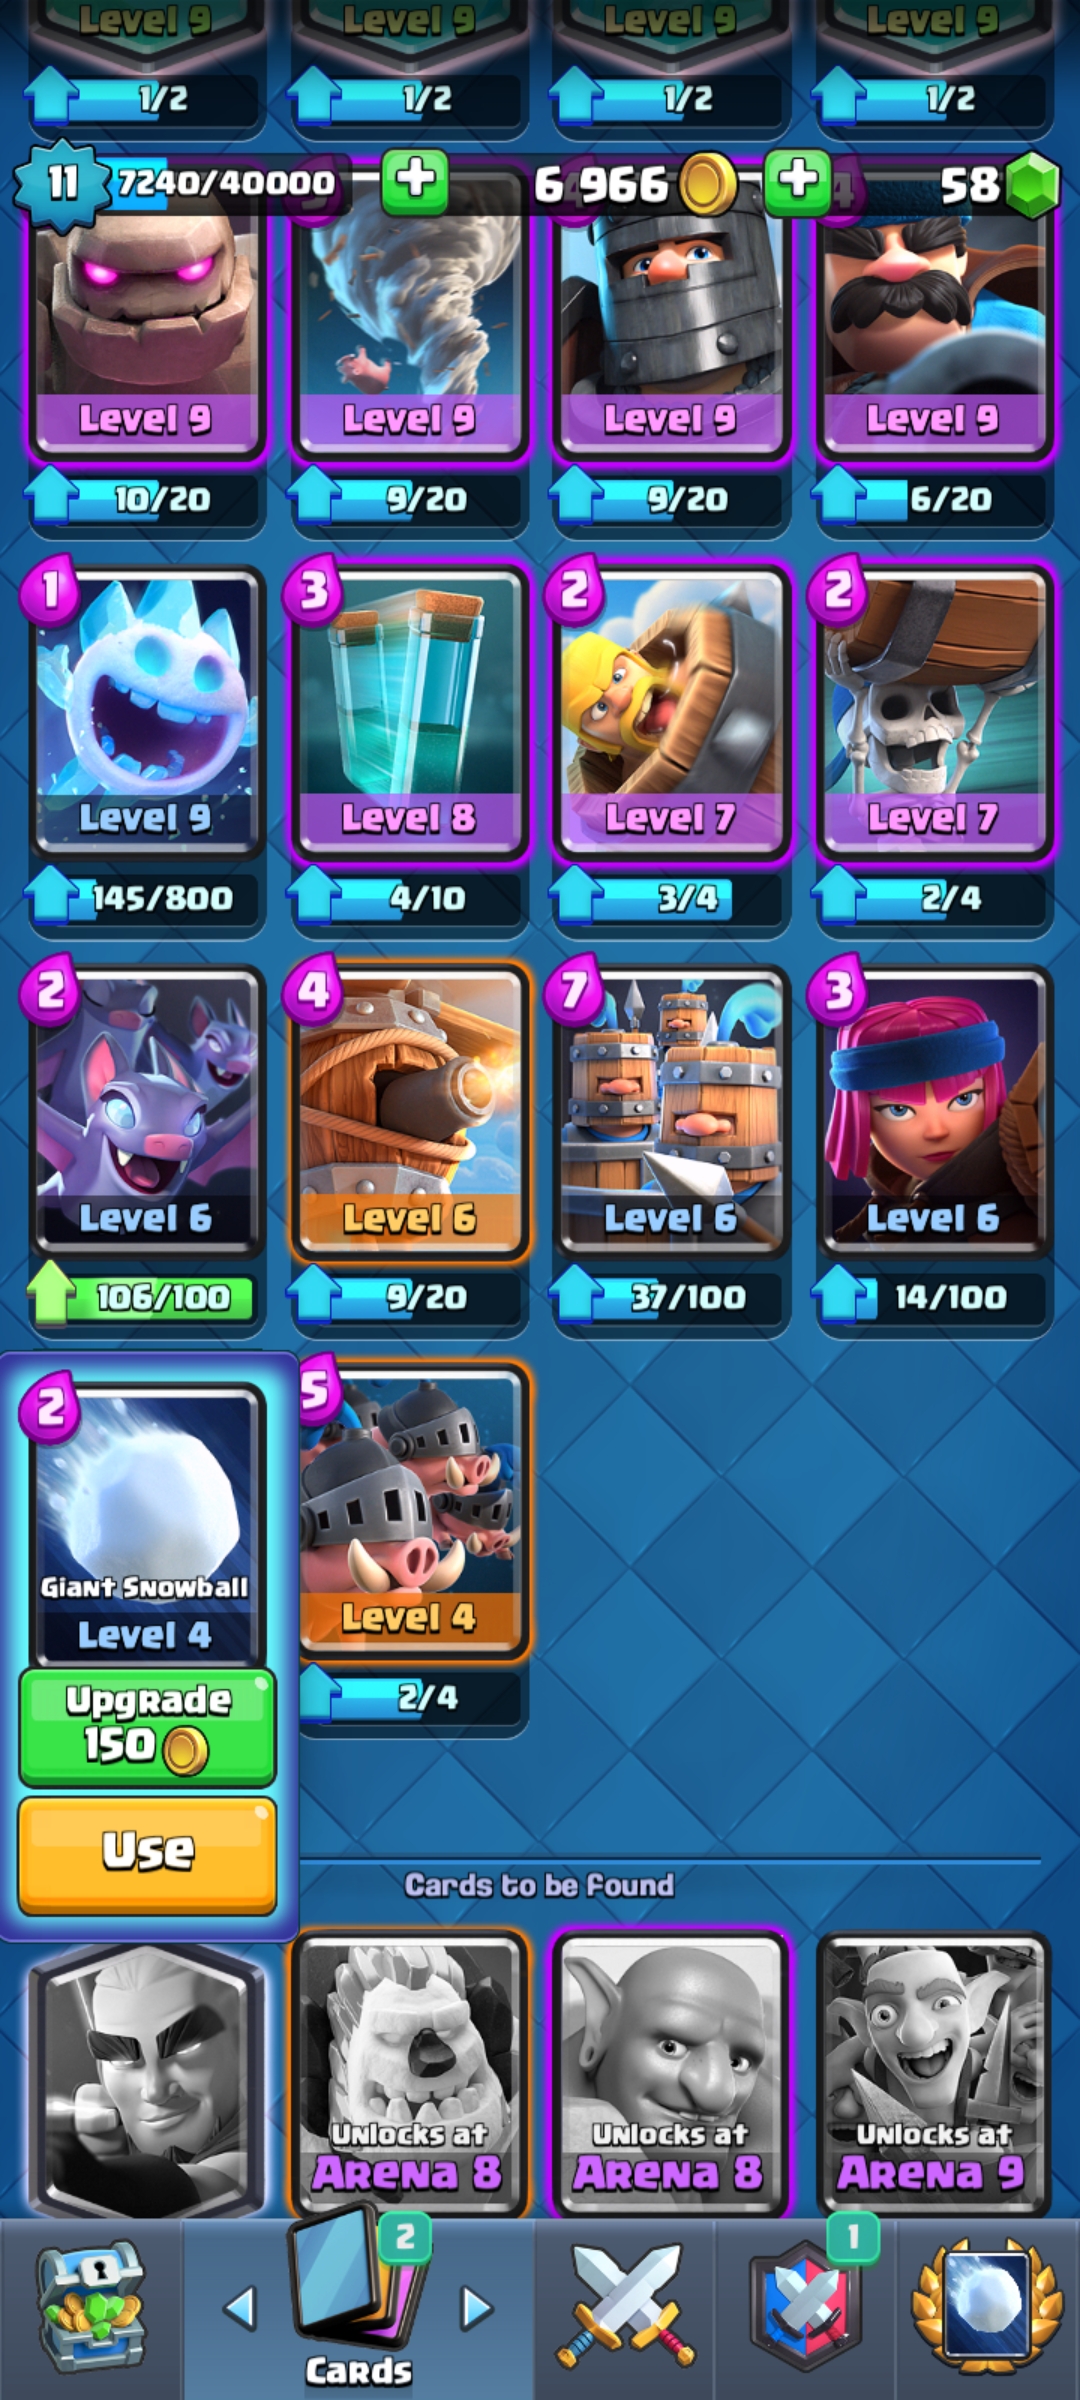 Level 9 Level 9 Level 9 Level 9
1/2 1/2 1/2 1/2
11 7240/40000 6 966 58
Level 9 Level 9 Level 9 Level 9
10/20 9/20 9/20 6/20
1 3 2 2
Level 9 Level 8 Level 7 Level 7
145/800 4/10 3/4 2/4
2 4 7 3
Level 6 Level 6 Level 6 Level 6
106/100 9/20 37/100 14/100
2 5
Giant Snowball
Level 4 Level 4
Upgrade
150
2/4
Use
Cards to be found
Unlocks at Unlocks at Unlocks at
Arena 8 Arena 8 Arena 9
2 1
Cards